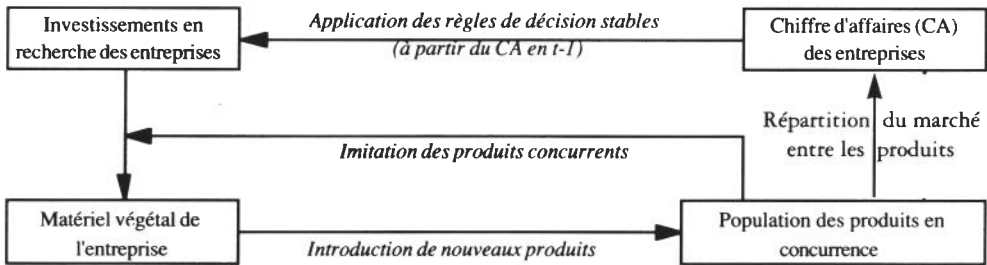 Investissements en
recherche des entreprises
Application des règles de décision stables
(à partir du CA en t-1)
Chiffre d'affaires (CA)
des entreprises
Répartition du marché
entre les produits
Imitation des produits concurrents
Matériel végétal de
l'entreprise
Introduction de nouveaux produits
Population des produits en
concurrence